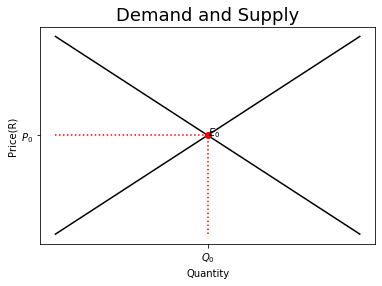 Demand and Supply
Price(R)
P₀
E₀
Q₀
Quantity